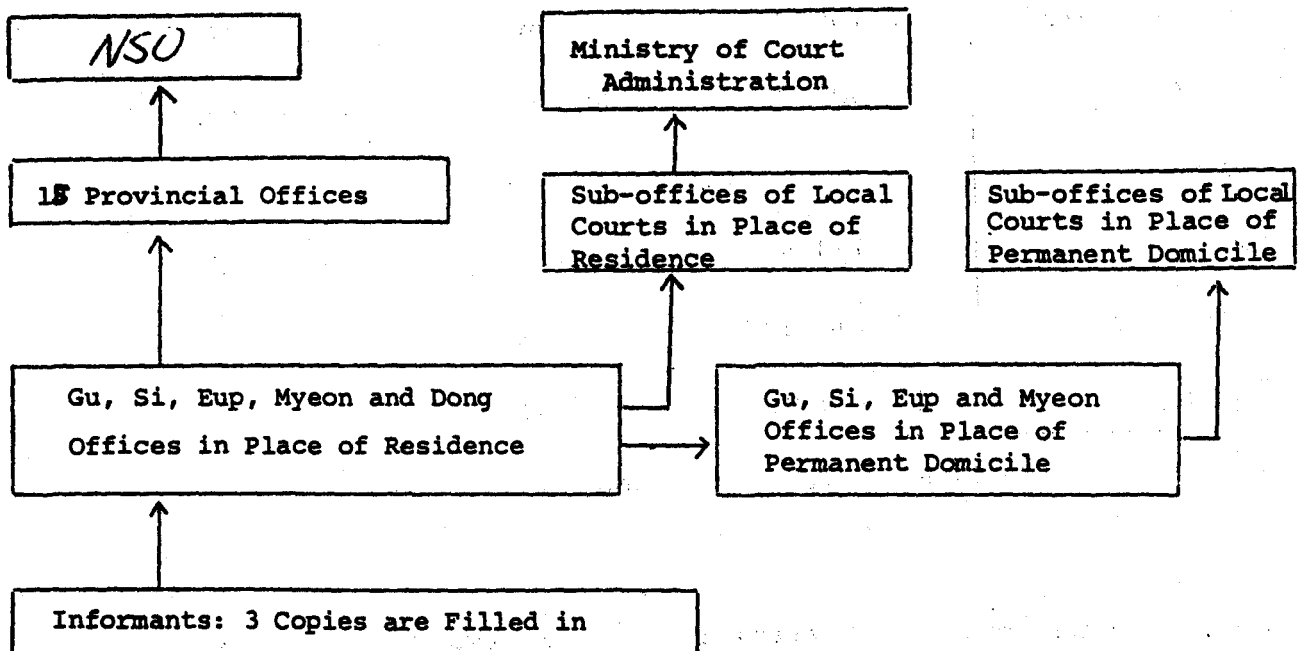 NSO
Ministry of Court
Administration
Provincial Offices
Sub-offices of Local
Courts in Place of
Residence
Sub-offices of Local
Courts in Place of
Permanent Domicile
Gu, Si, Eup, Myeon and Dong
Offices in Place of Residence
Gu, Si, Eup and Myeon
Offices in Place of
Permanent Domicile
Informants: 3 Copies are Filled in